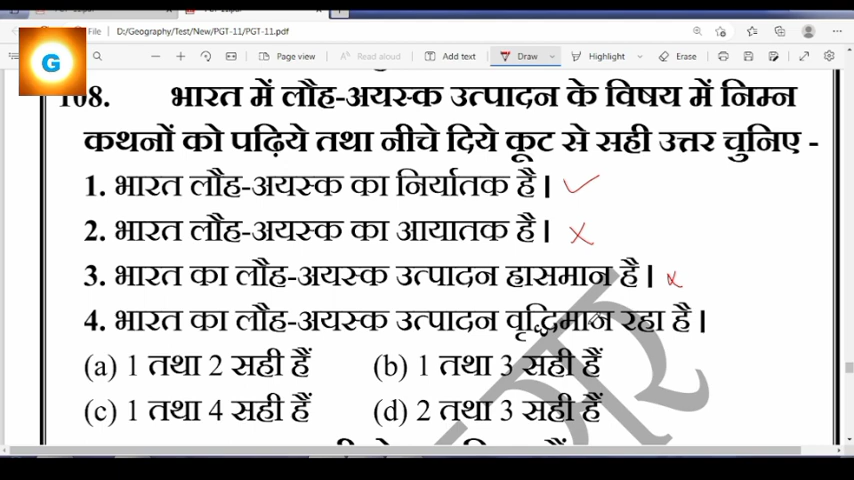 D:/Geography/Test/New/PGT-11/PGT-11.pdf
G
Page view
Read aloud
Add text
Draw
Highlight
Erase
108. भारत में लौह-अयस्क उत्पादन के विषय में निम्न
कथनों को पढ़िये तथा नीचे दिये कूट से सही उत्तर चुनिए -
1. भारत लौह-अयस्क का निर्यातक है।
2. भारत लौह-अयस्क का आयातक है।
3. भारत का लौह-अयस्क उत्पादन हासमान है।
4. भारत का लौह-अयस्क उत्पादन वृद्धिमान रहा है।
(a) 1 तथा 2 सही हैं (b) 1 तथा 3 सही हैं
(c) 1 तथा 4 सही हैं (d) 2 तथा 3 सही हैं